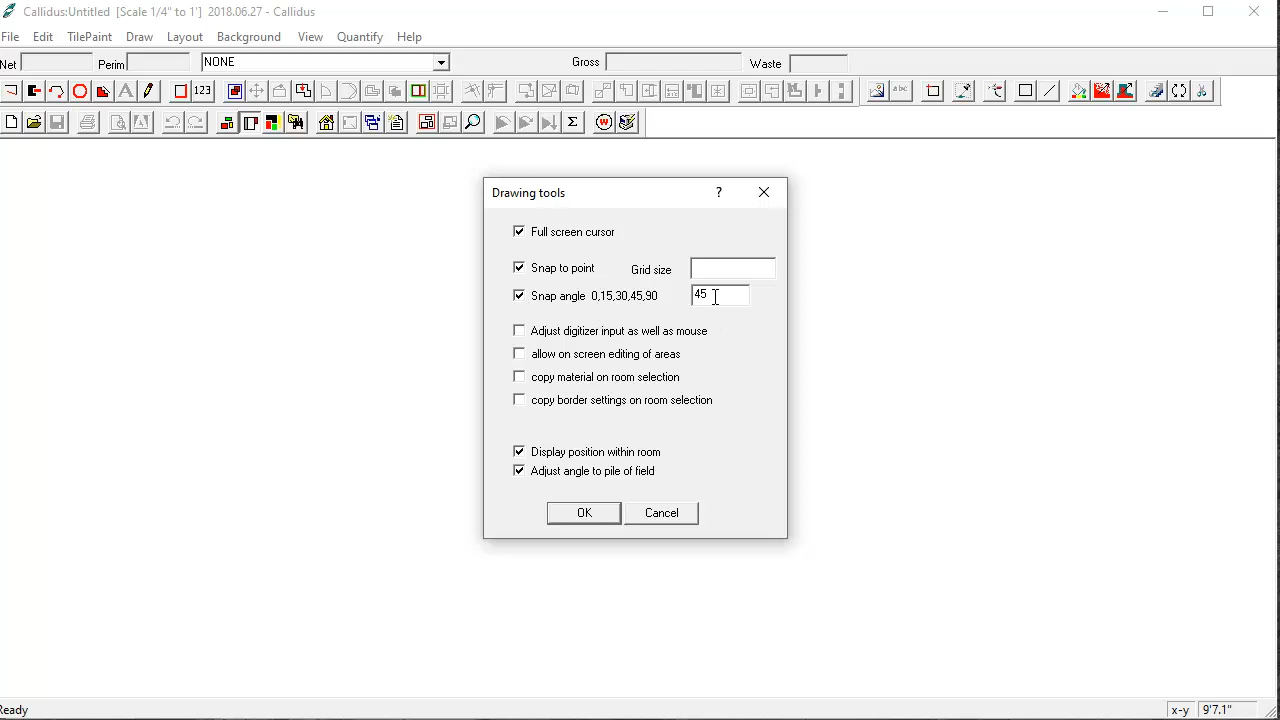 Callidus:Untitled [Scale 1/4" to 1'] 2018.06.27 - Callidus
File Edit TilePaint Draw Layout Background View Quantify Help
Net Perim NONE Gross Waste
A 123 abc
Σ W
Drawing tools ? 
Full screen cursor
Snap to point Grid size
Snap angle 0,15,30,45,90 45
Adjust digitizer input as well as mouse
allow on screen editing of areas
copy material on room selection
copy border settings on room selection
Display position within room
Adjust angle to pile of field
OK Cancel
Ready x-y 9'7.1"